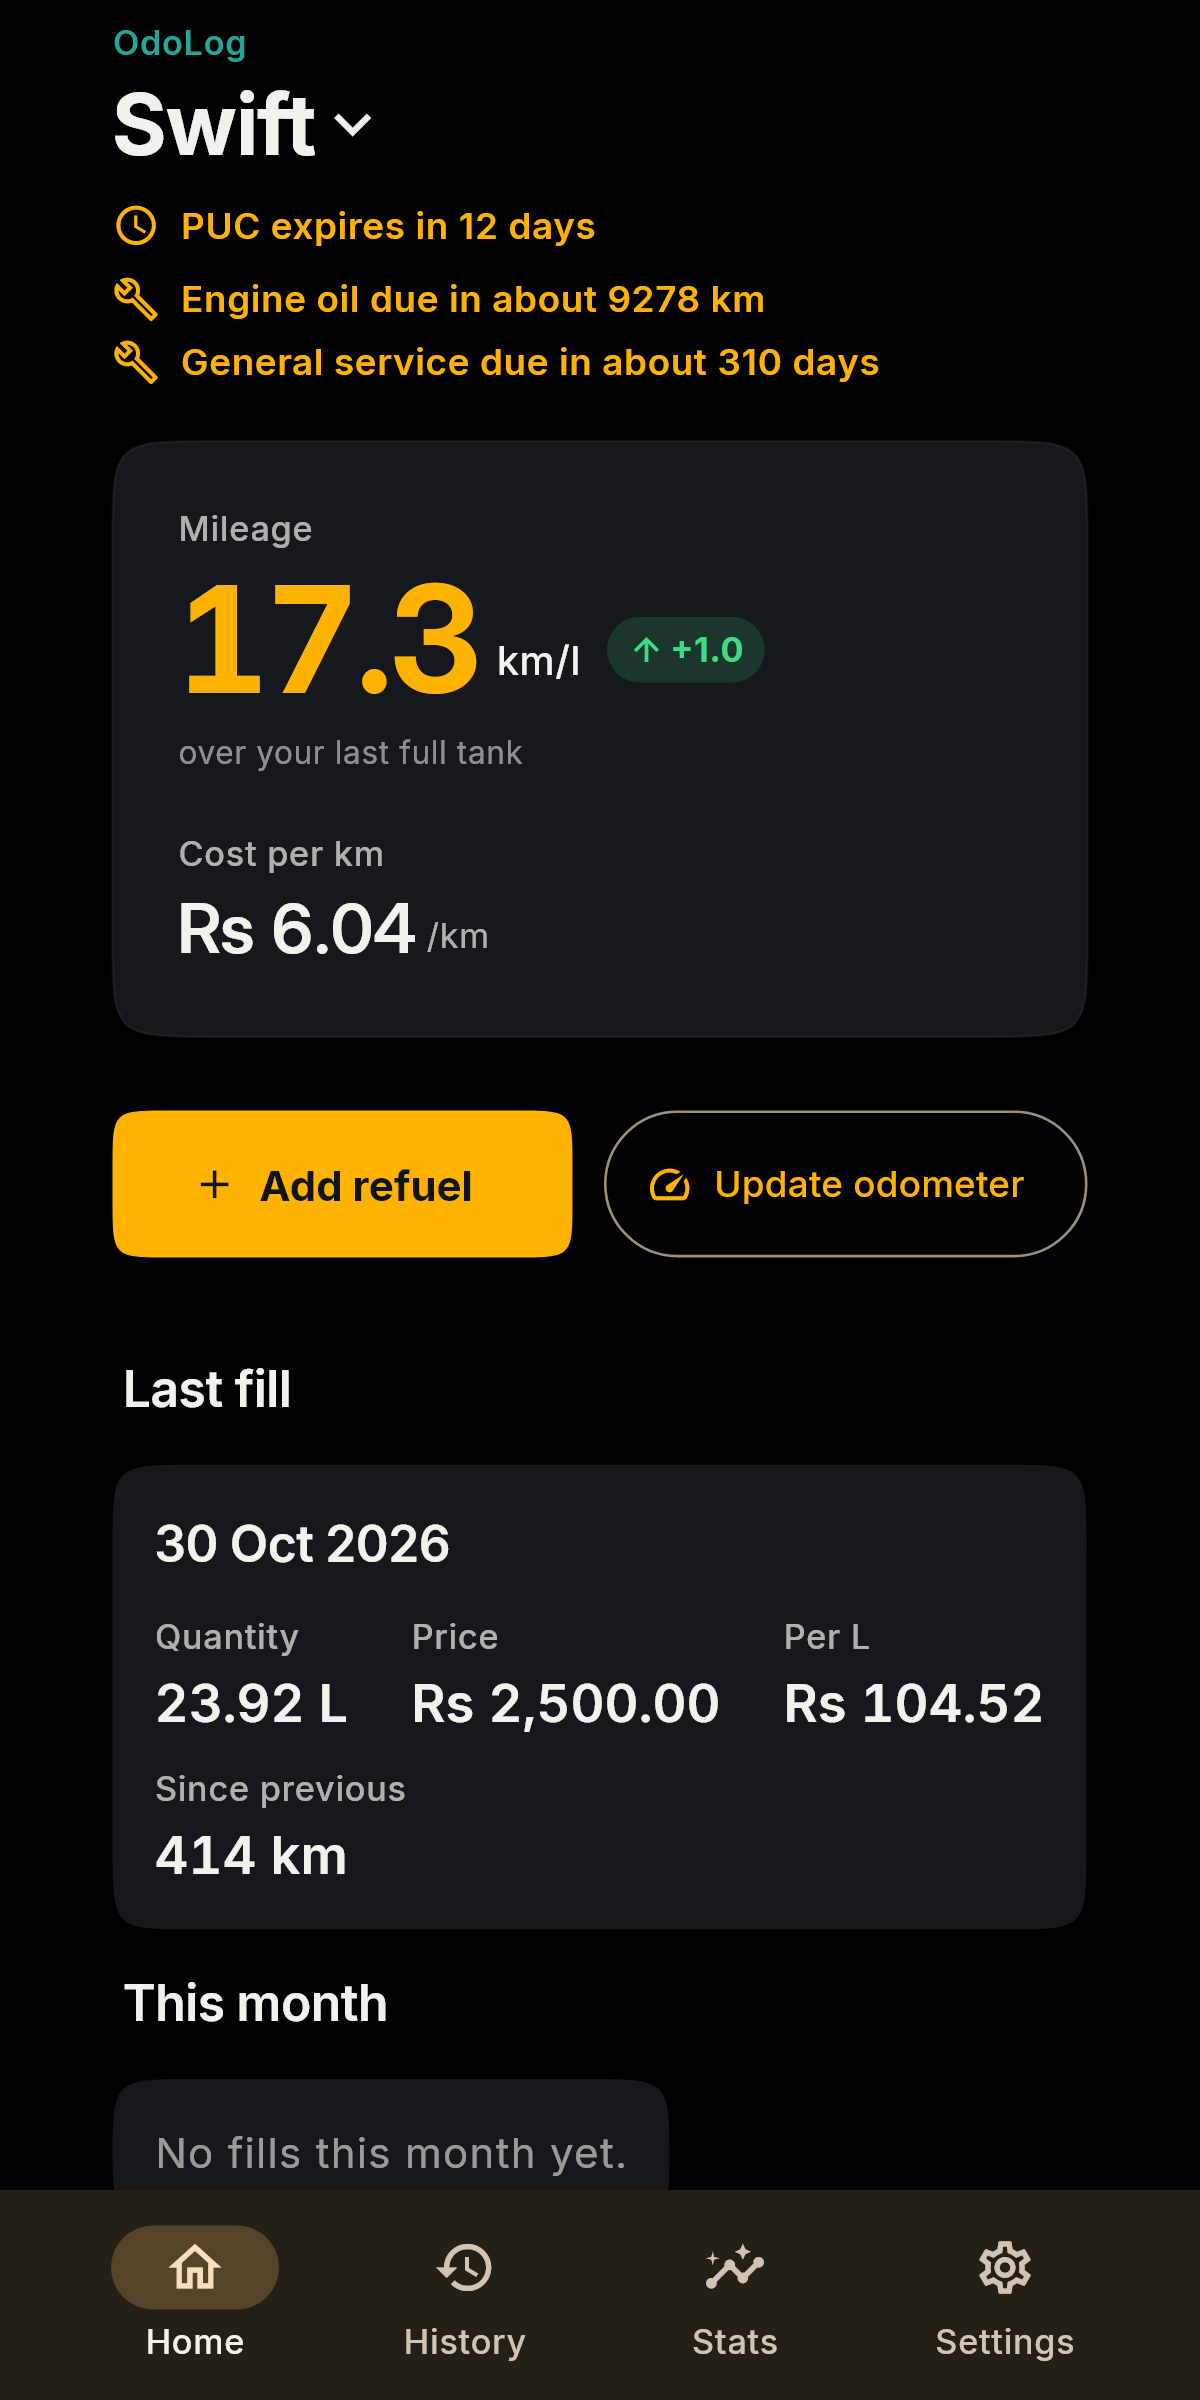 OdoLog
Swift
PUC expires in 12 days
Engine oil due in about 9278 km
General service due in about 310 days
Mileage
17.3 km/l +1.0
over your last full tank
Cost per km
Rs 6.04 /km
Add refuel
Update odometer
Last fill
30 Oct 2026
Quantity Price Per L
23.92 L Rs 2,500.00 Rs 104.52
Since previous
414 km
This month
No fills this month yet.
Home History Stats Settings